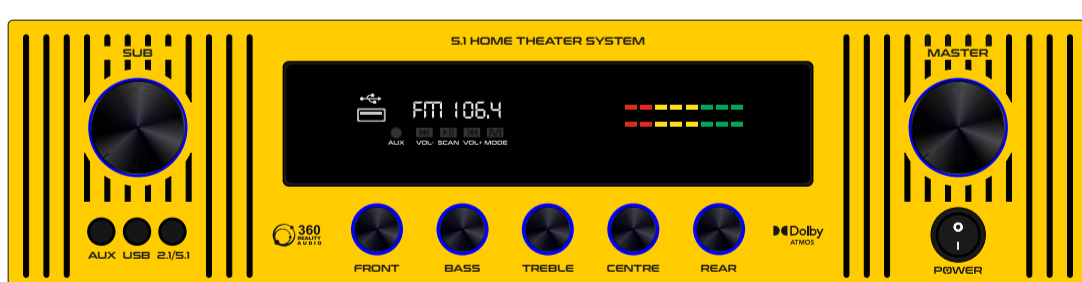 5.1 HOME THEATER SYSTEM
SUB
MASTER
FM 106.4
AUX VOL- SCAN VOL+ MODE
M
360
REALITY
AUDIO
Dolby
ATMOS
AUX USB 2.1/5.1
FRONT BASS TREBLE CENTRE REAR
POWER